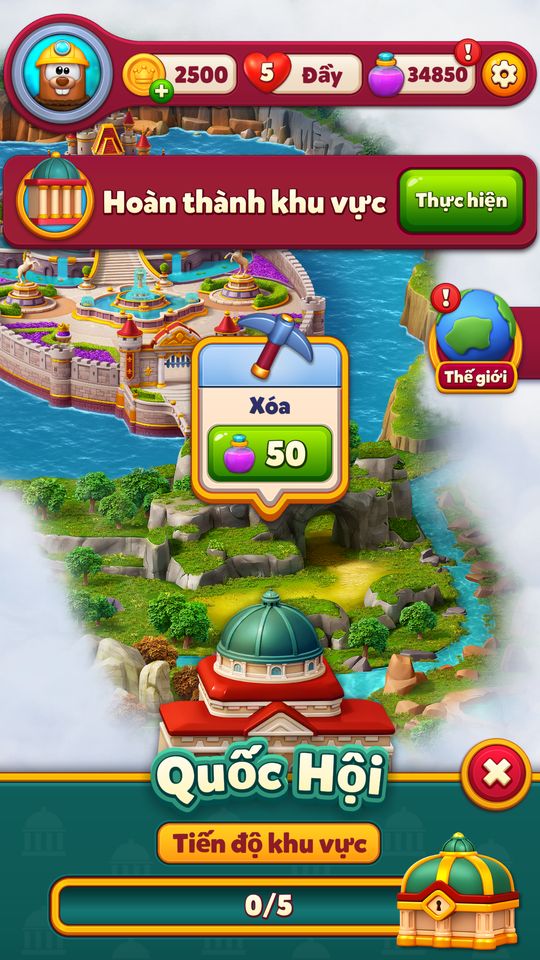 2500
5
Đầy
34850
!
Hoàn thành khu vực
Thực hiện
!
Thế giới
Xóa
50
Quốc Hội
Tiến độ khu vực
0/5